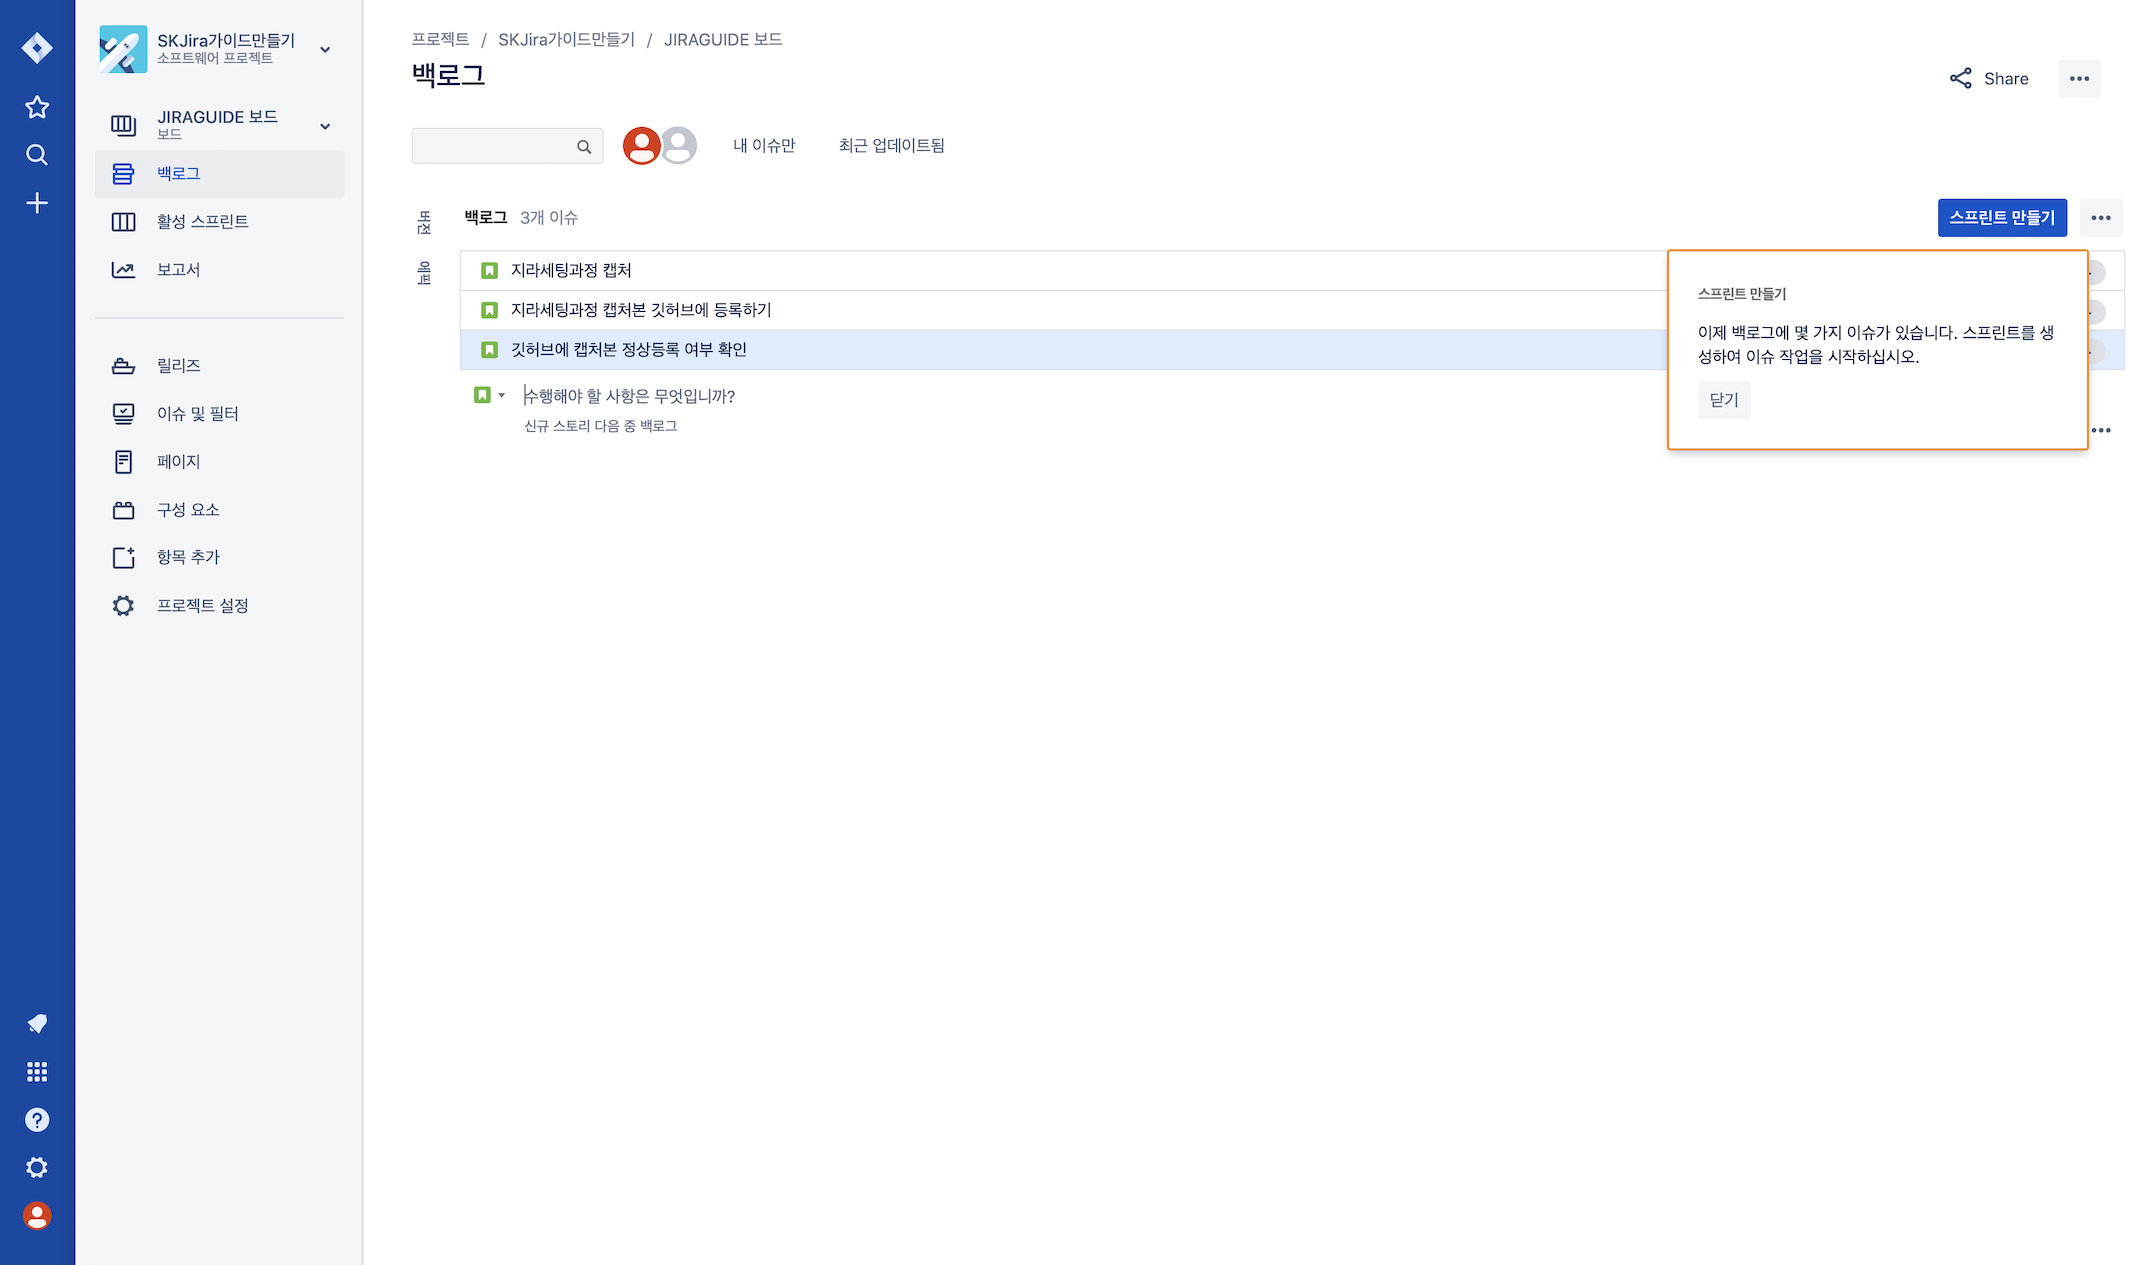 SKJira가이드만들기
소프트웨어 프로젝트
JIRAGUIDE 보드
보드
백로그
활성 스프린트
보고서
릴리즈
이슈 및 필터
페이지
구성 요소
항목 추가
프로젝트 설정
프로젝트 / SKJira가이드만들기 / JIRAGUIDE 보드
백로그
Share
내 이슈만 최근 업데이트됨
버전
에픽
백로그 3개 이슈
스프린트 만들기
지라세팅과정 캡처
지라세팅과정 캡처본 깃허브에 등록하기
깃허브에 캡처본 정상등록 여부 확인
수행해야 할 사항은 무엇입니까?
신규 스토리 다음 중 백로그
스프린트 만들기
이제 백로그에 몇 가지 이슈가 있습니다. 스프린트를 생
성하여 이슈 작업을 시작하십시오.
닫기